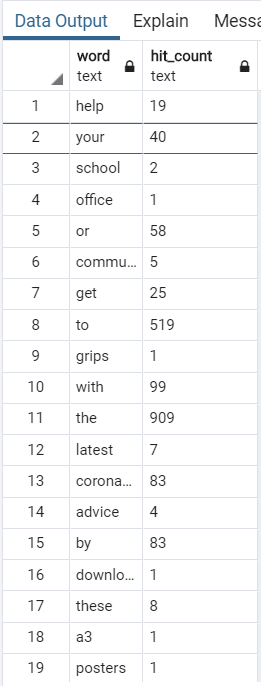 Data Output Explain Messa
word hit_count
text text
1 help 19
2 your 40
3 school 2
4 office 1
5 or 58
6 commu... 5
7 get 25
8 to 519
9 grips 1
10 with 99
11 the 909
12 latest 7
13 corona... 83
14 advice 4
15 by 83
16 downlo... 1
17 these 8
18 a3 1
19 posters 1